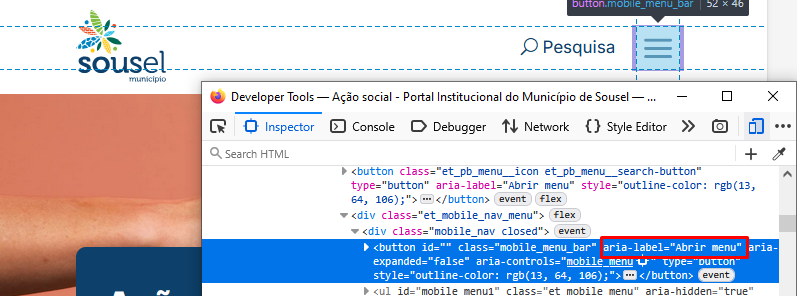 button.mobile_menu_bar | 52 × 46
Pesquisa
sousel
município
Developer Tools — Ação social - Portal Institucional do Município de Sousel — ...
Inspector Console Debugger Network Style Editor
Search HTML
<button class="et_pb_menu__icon et_pb_menu__search-button"
type="button" aria-label="Abrir menu" style="outline-color: rgb(13,
64, 106);">⋯</button> event flex
<div class="et_mobile_nav_menu"> flex
<div class="mobile_nav closed"> event
<button id="" class="mobile_menu_bar" aria-label="Abrir menu" aria-
expanded="false" aria-controls="mobile_menu" type="button"
style="outline-color: rgb(13, 64, 106);">⋯</button> event
<ul id="mobile_menu1" class="et_mobile_menu" aria-hidden="true"